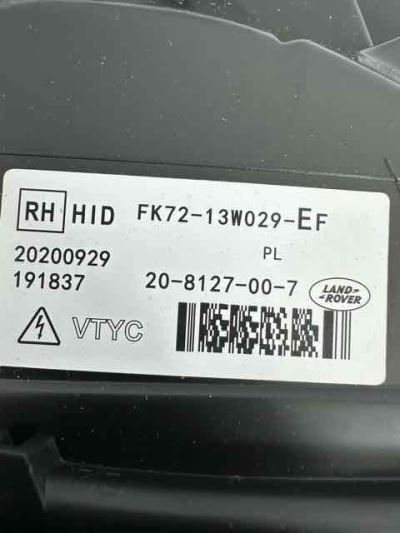 RH HID FK72-13W029-EF
20200929 PL
191837 20-8127-00-7 LAND-ROVER
VTYC